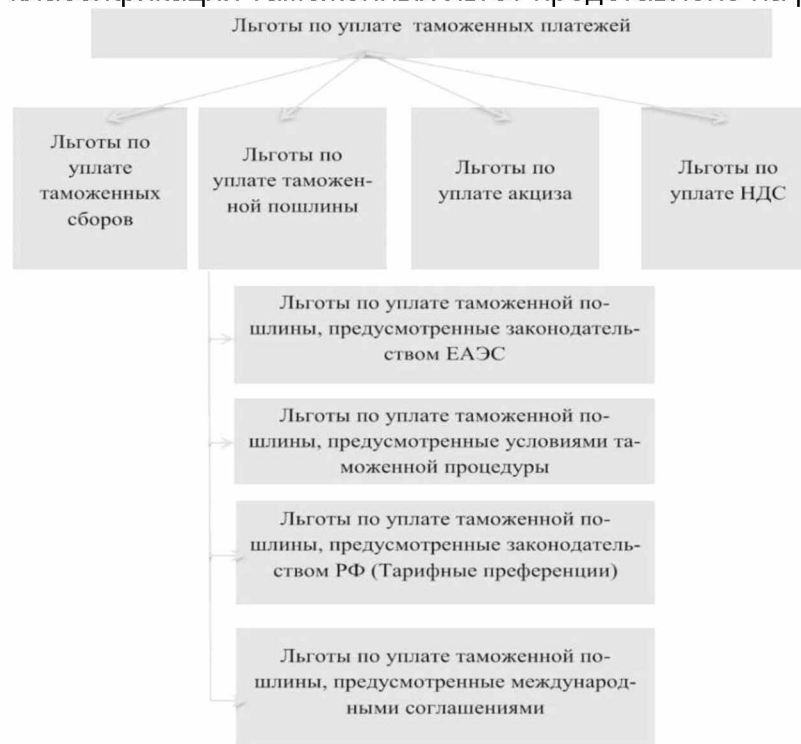 Льготы по уплате таможенных платежей
Льготы по
уплате
таможенных
сборов
Льготы по
уплате таможен-
ной пошлины
Льготы по
уплате акциза
Льготы по
уплате НДС
Льготы по уплате таможенной по-
шлины, предусмотренные законодатель-
ством ЕАЭС
Льготы по уплате таможенной по-
шлины, предусмотренные условиями та-
моженной процедуры
Льготы по уплате таможенной по-
шлины, предусмотренные законодатель-
ством РФ (Тарифные преференции)
Льготы по уплате таможенной по-
шлины, предусмотренные международ-
ными соглашениями